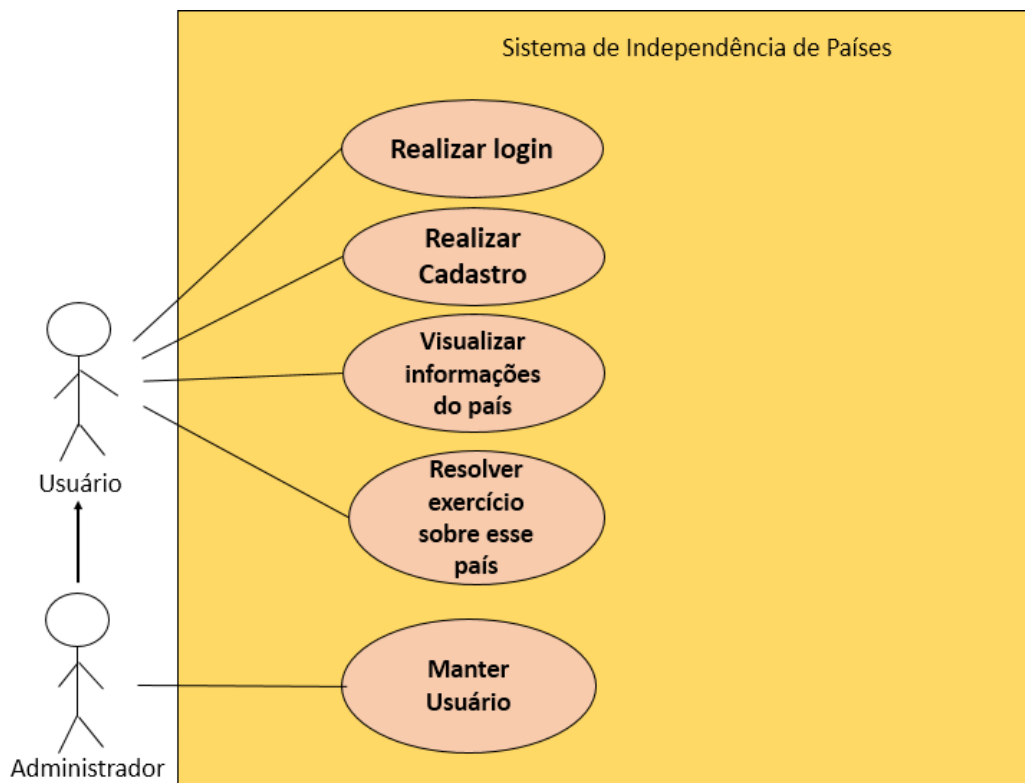 Sistema de Independência de Países
Realizar login
Realizar
Cadastro
Visualizar
informações
do país
Resolver
exercício
sobre esse
país
Usuário
Manter
Usuário
Administrador